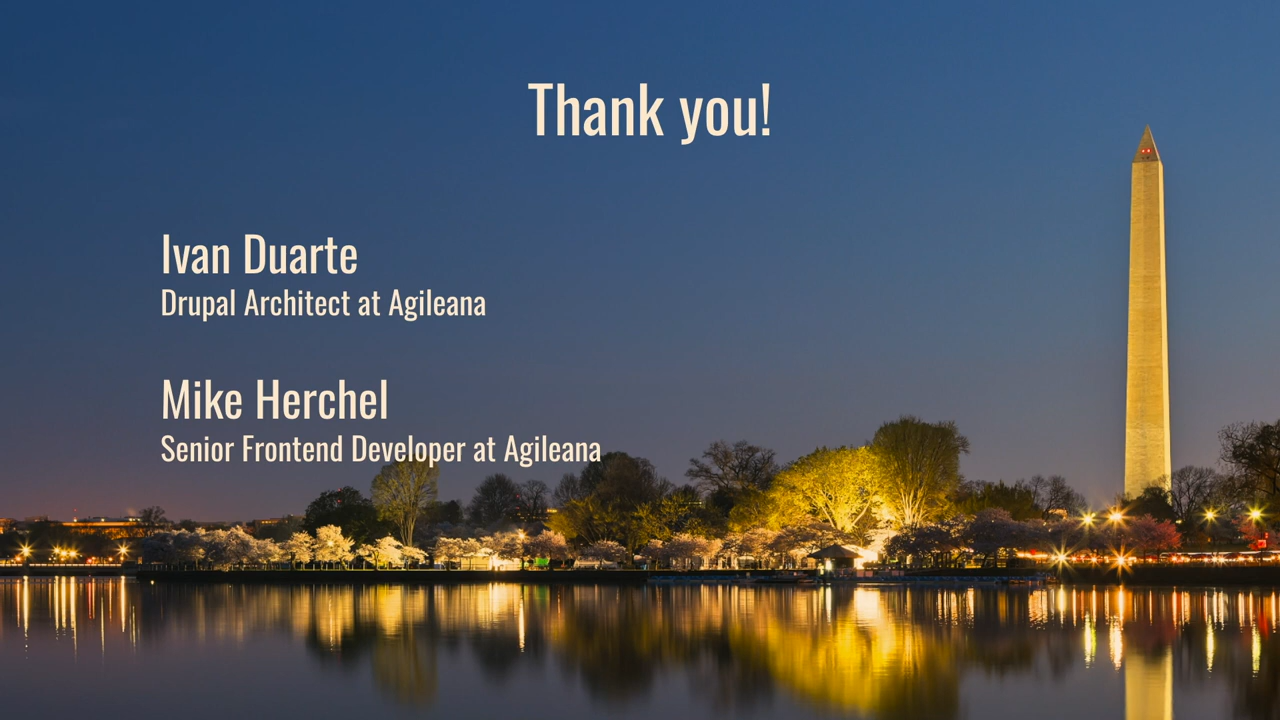 Thank you!
Ivan Duarte
Drupal Architect at Agileana
Mike Herchel
Senior Frontend Developer at Agileana